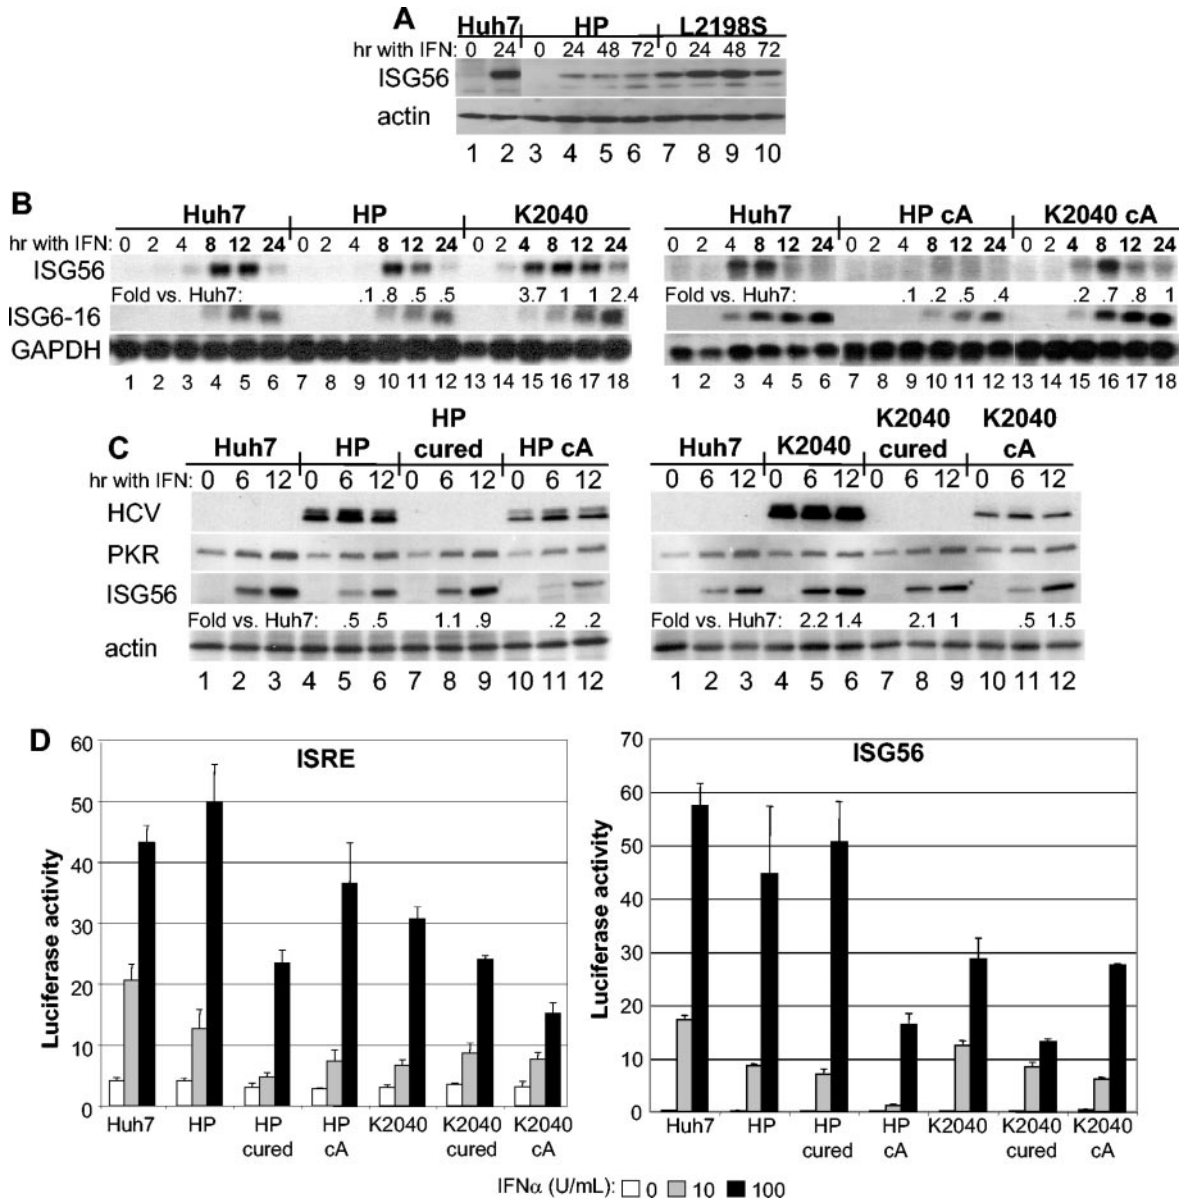 A
Huh7 HP L2198S
hr with IFN: 0 24 0 24 48 72 0 24 48 72
ISG56
actin
1 2 3 4 5 6 7 8 9 10
B
Huh7 HP K2040
hr with IFN: 0 2 4 8 12 24 0 2 4 8 12 24 0 2 4 8 12 24
ISG56
Fold vs. Huh7: .1 .8 .5 .5 3.7 1 1 2.4
ISG6-16
GAPDH
1 2 3 4 5 6 7 8 9 10 11 12 13 14 15 16 17 18
Huh7 HP cA K2040 cA
0 2 4 8 12 24 0 2 4 8 12 24 0 2 4 8 12 24
Fold vs. Huh7: .1 .2 .5 .4 .2 .7 .8 1
1 2 3 4 5 6 7 8 9 10 11 12 13 14 15 16 17 18
C
Huh7 HP HP cured HP cA
hr with IFN: 0 6 12 0 6 12 0 6 12 0 6 12
HCV
PKR
ISG56
Fold vs. Huh7: .5 .5 1.1 .9 .2 .2
actin
1 2 3 4 5 6 7 8 9 10 11 12
Huh7 K2040 K2040 cured K2040 cA
0 6 12 0 6 12 0 6 12 0 6 12
Fold vs. Huh7: 2.2 1.4 2.1 1 .5 1.5
1 2 3 4 5 6 7 8 9 10 11 12
D
ISRE
Luciferase activity
60
50
40
30
20
10
0
Huh7 HP HP cured HP cA K2040 K2040 cured K2040 cA
ISG56
Luciferase activity
70
60
50
40
30
20
10
0
Huh7 HP HP cured HP cA K2040 K2040 cured K2040 cA
IFNα (U/mL): 0 10 100